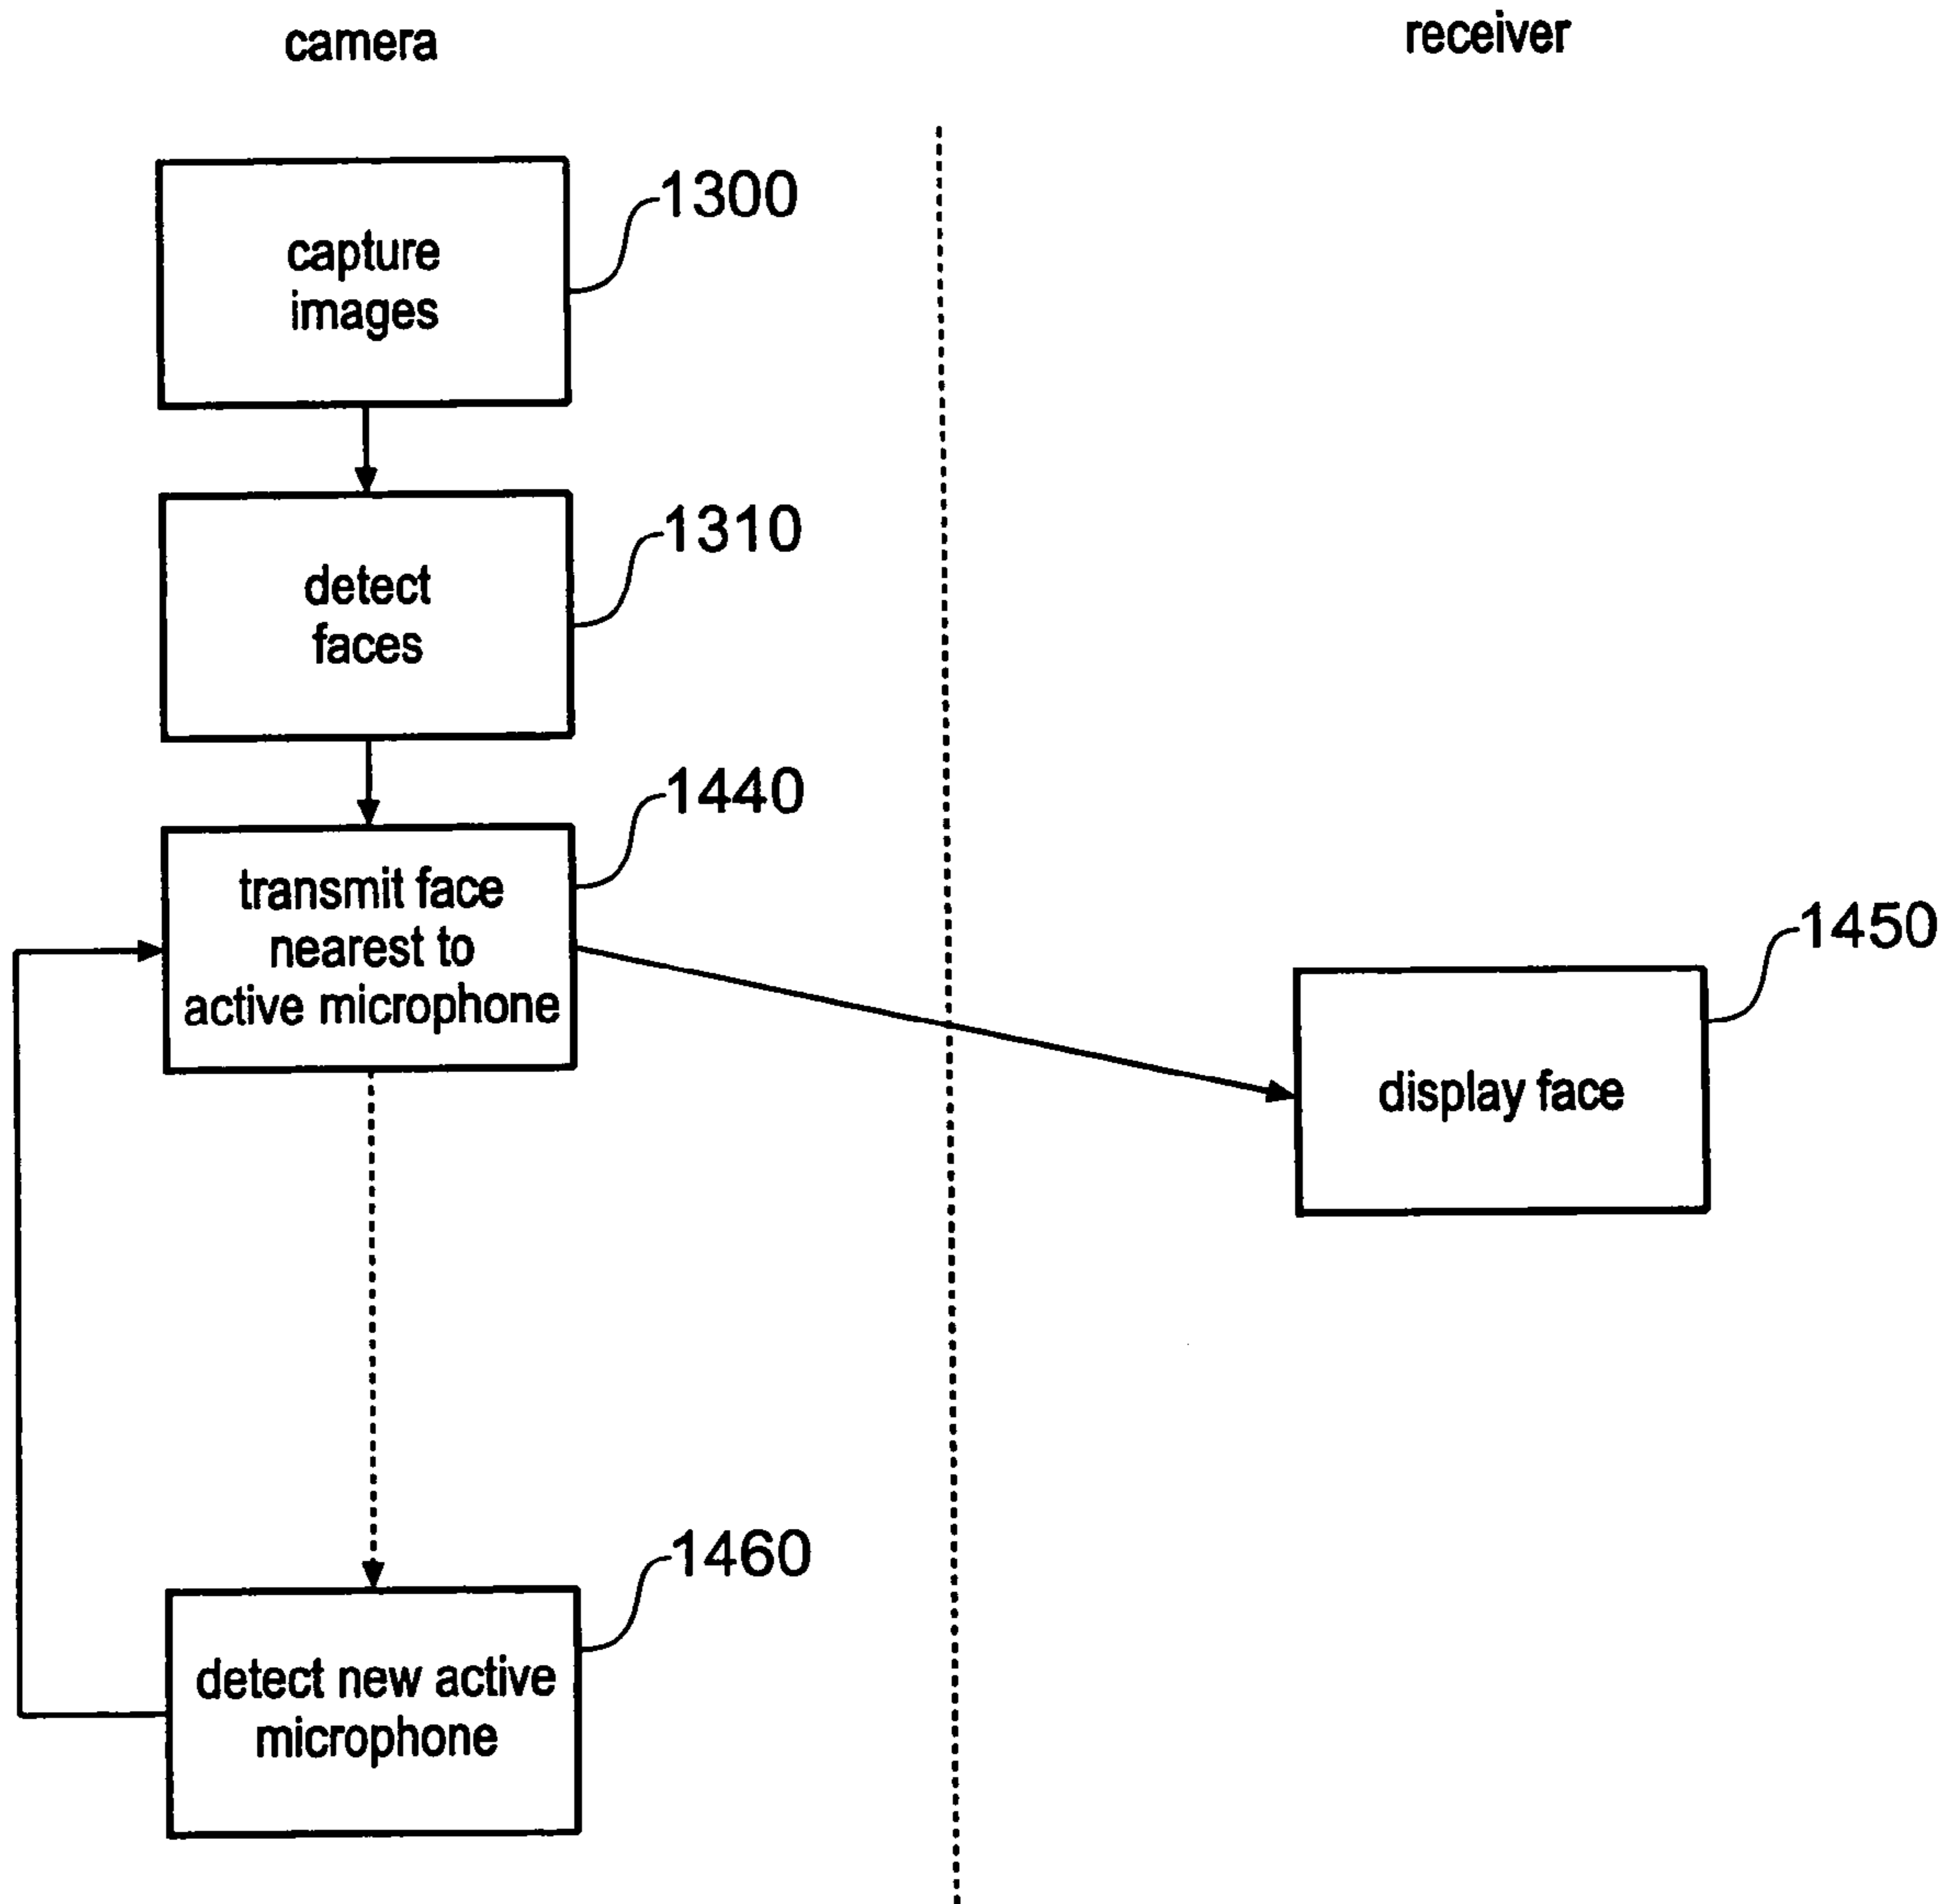 camera
receiver
1300
capture
images
1310
detect
faces
1440
transmit face
nearest to
active microphone
1450
display face
1460
detect new active
microphone